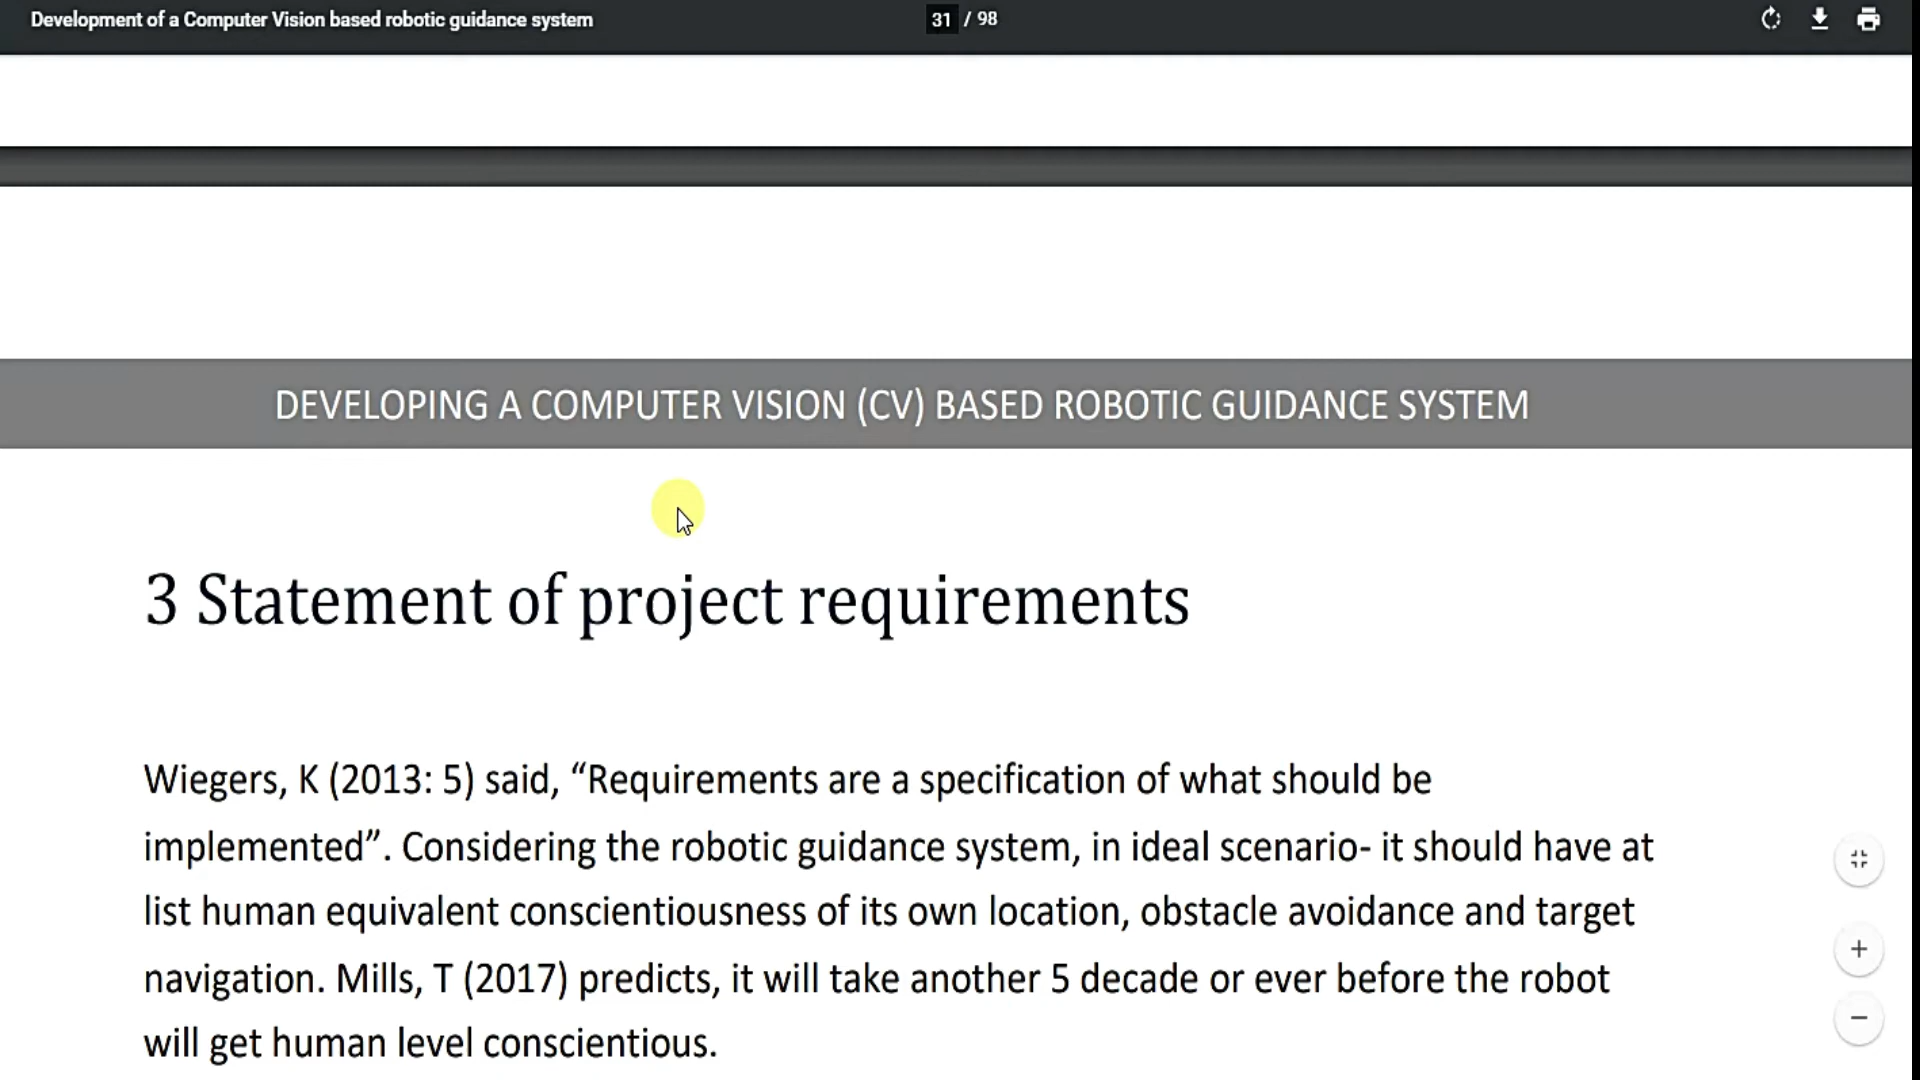 Development of a Computer Vision based robotic guidance system
31 / 98
DEVELOPING A COMPUTER VISION (CV) BASED ROBOTIC GUIDANCE SYSTEM
3 Statement of project requirements
Wiegers, K (2013: 5) said, “Requirements are a specification of what should be
implemented”. Considering the robotic guidance system, in ideal scenario- it should have at
list human equivalent conscientiousness of its own location, obstacle avoidance and target
navigation. Mills, T (2017) predicts, it will take another 5 decade or ever before the robot
will get human level conscientious.